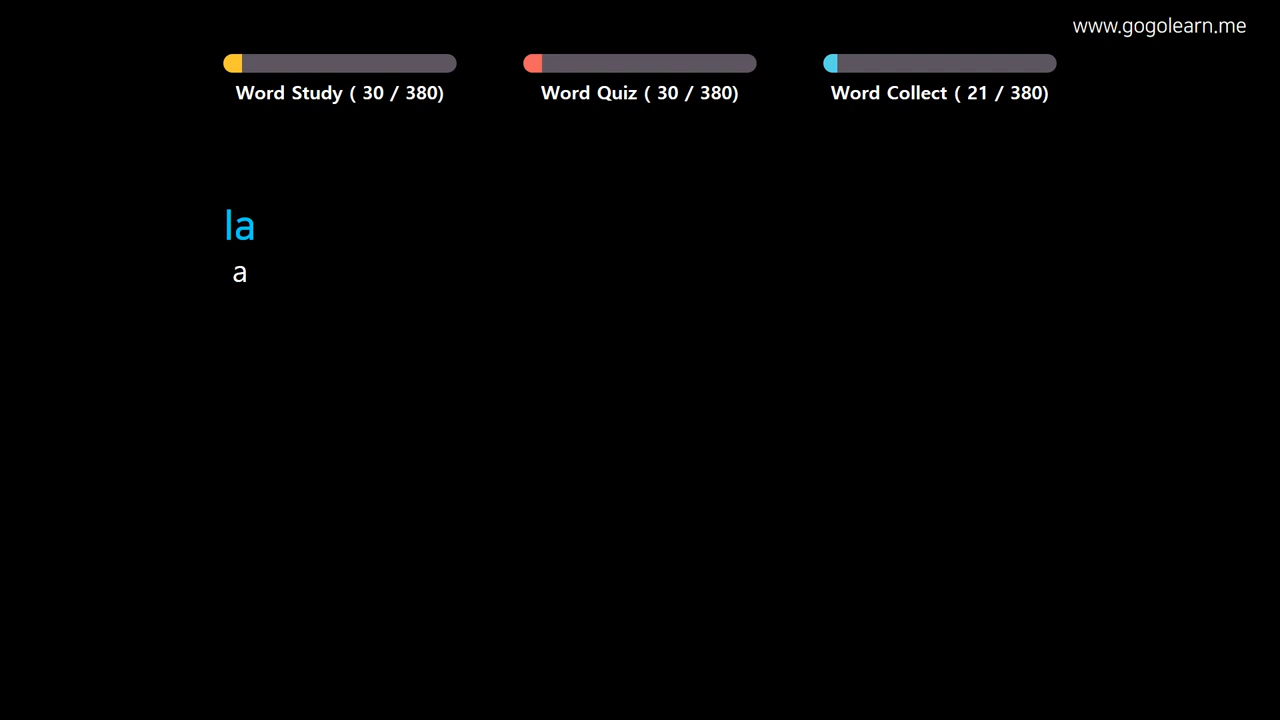 www.gogolearn.me
Word Study ( 30 / 380)
Word Quiz ( 30 / 380)
Word Collect ( 21 / 380)
la
a